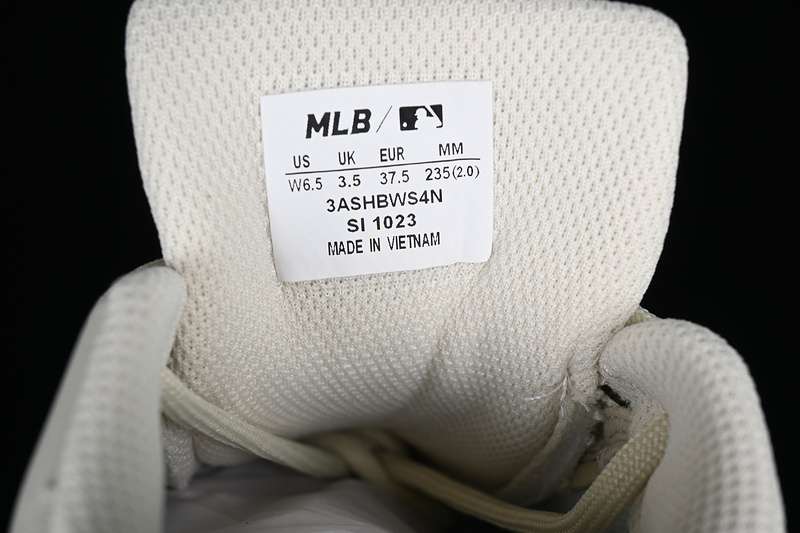 MLB/
US UK EUR MM
W6.5 3.5 37.5 235(2.0)
3ASHBWS4N
SI 1023
MADE IN VIETNAM